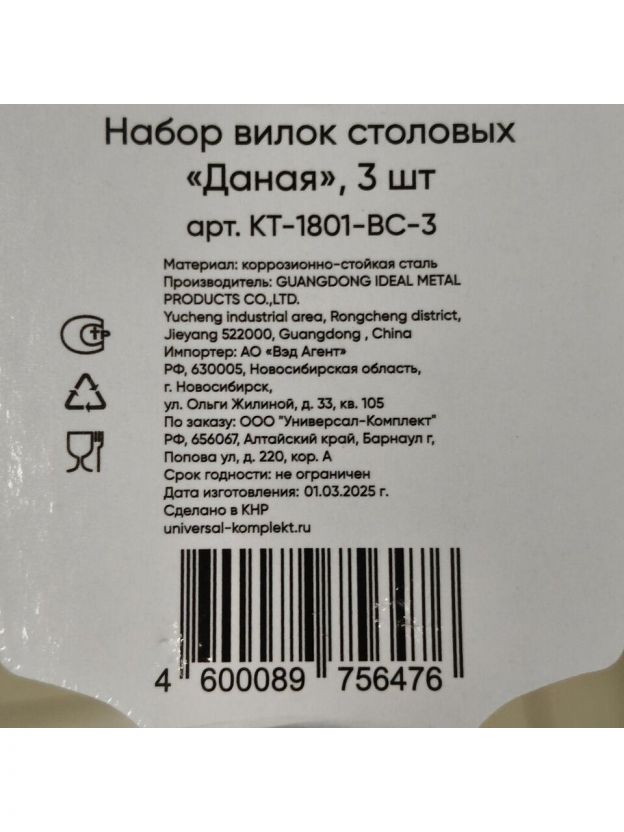 Набор вилок столовых
«Даная», 3 шт
арт. КТ-1801-ВС-3
Материал: коррозионно-стойкая сталь
Производитель: GUANGDONG IDEAL METAL
PRODUCTS CO.,LTD.
Yucheng industrial area, Rongcheng district,
Jieyang 522000, Guangdong , China
Импортер: АО «Вэд Агент»
РФ, 630005, Новосибирская область,
г. Новосибирск,
ул. Ольги Жилиной, д. 33, кв. 105
По заказу: ООО "Универсал-Комплект"
РФ, 656067, Алтайский край, Барнаул г,
Попова ул, д. 220, кор. А
Срок годности: не ограничен
Дата изготовления: 01.03.2025 г.
Сделано в КНР
universal-komplekt.ru
4 600089 756476